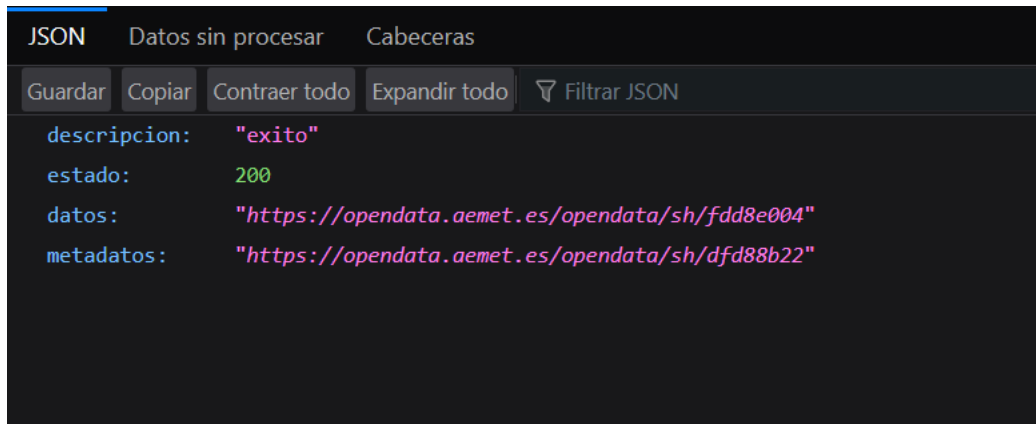 JSON Datos sin procesar Cabeceras
Guardar Copiar Contraer todo Expandir todo Filtrar JSON
descripcion: "exito"
estado: 200
datos: "https://opendata.aemet.es/opendata/sh/fdd8e004"
metadatos: "https://opendata.aemet.es/opendata/sh/dfd88b22"